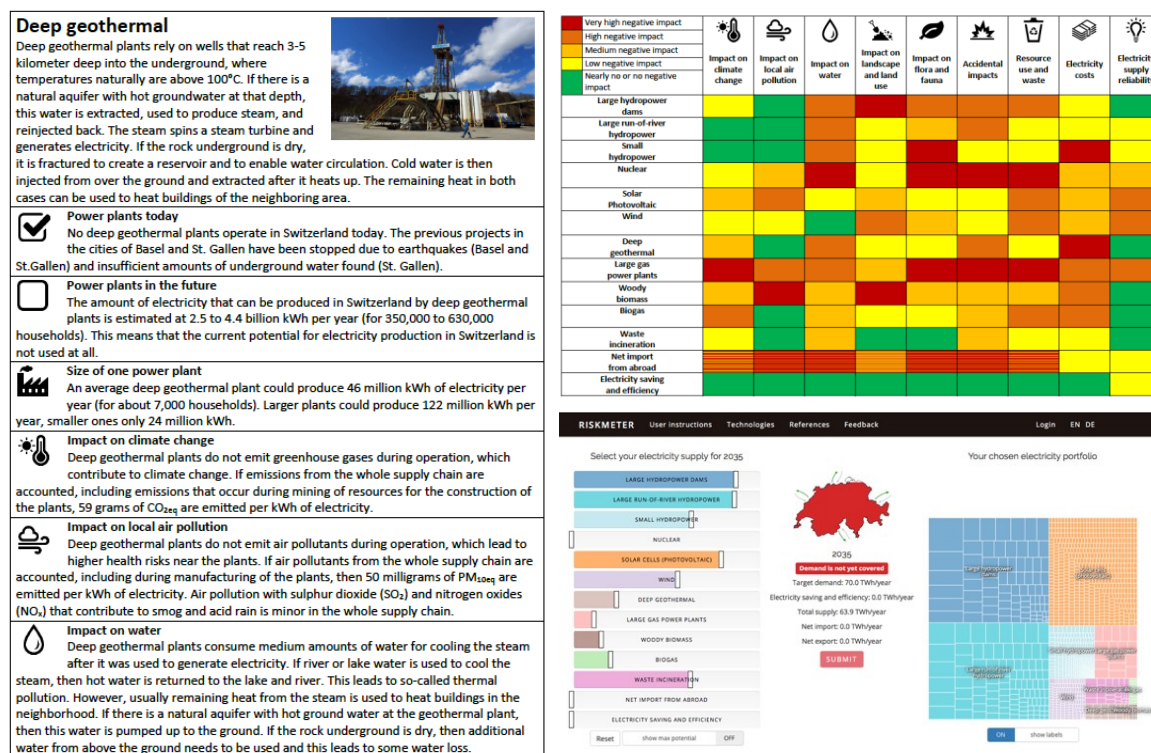 Deep geothermal
Deep geothermal plants rely on wells that reach 3-5
kilometer deep into the underground, where
temperatures naturally are above 100°C. If there is a
natural aquifer with hot groundwater at that depth,
this water is extracted, used to produce steam, and
reinjected back. The steam spins a steam turbine and
generates electricity. If the rock underground is dry,
it is fractured to create a reservoir and to enable water circulation. Cold water is then
injected from over the ground and extracted after it heats up. The remaining heat in both
cases can be used to heat buildings of the neighboring area.
Power plants today
No deep geothermal plants operate in Switzerland today. The previous projects in
the cities of Basel and St. Gallen have been stopped due to earthquakes (Basel and
St.Gallen) and insufficient amounts of underground water found (St. Gallen).
Power plants in the future
The amount of electricity that can be produced in Switzerland by deep geothermal
plants is estimated at 2.5 to 4.4 billion kWh per year (for 350,000 to 630,000
households). This means that the current potential for electricity production in Switzerland is
not used at all.
Size of one power plant
An average deep geothermal plant could produce 46 million kWh of electricity per
year (for about 7,000 households). Larger plants could produce 122 million kWh per
year, smaller ones only 24 million kWh.
Impact on climate change
Deep geothermal plants do not emit greenhouse gases during operation, which
contribute to climate change. If emissions from the whole supply chain are
accounted, including emissions that occur during mining of resources for the construction of
the plants, 59 grams of CO₂eq are emitted per kWh of electricity.
Impact on local air pollution
Deep geothermal plants do not emit air pollutants during operation, which lead to
higher health risks near the plants. If air pollutants from the whole supply chain are
accounted, including during manufacturing of the plants, then 50 milligrams of PM₁₀eq are
emitted per kWh of electricity. Air pollution with sulphur dioxide (SO₂) and nitrogen oxides
(NOₓ) that contribute to smog and acid rain is minor in the whole supply chain.
Impact on water
Deep geothermal plants consume medium amounts of water for cooling the steam
after it was used to generate electricity. If river or lake water is used to cool the
steam, then hot water is returned to the lake and river. This leads to so-called thermal
pollution. However, usually remaining heat from the steam is used to heat buildings in the
neighborhood. If there is a natural aquifer with hot ground water at the geothermal plant,
then this water is pumped up to the ground. If the rock underground is dry, then additional
water from above the ground needs to be used and this leads to some water loss.
Very high negative impact
High negative impact
Medium negative impact
Low negative impact
Nearly no or no negative
impact
Impact on
climate
change
Impact on
local air
pollution
Impact on
water
Impact on
landscape
and land
use
Impact on
flora and
fauna
Accidental
impacts
Resource
use and
waste
Electricity
costs
Electricit
supply
reliabilit
Large hydropower
dams
Large run-of-river
hydropower
Small
hydropower
Nuclear
Solar
Photovoltaic
Wind
Deep
geothermal
Large gas
power plants
Woody
biomass
Biogas
Waste
incineration
Net import
from abroad
Electricity saving
and efficiency
RISKMETER User instructions Technologies References Feedback Login EN DE
Select your electricity supply for 2035
LARGE HYDROPOWER DAMS
LARGE RUN-OF-RIVER HYDROPOWER
SMALL HYDROPOWER
NUCLEAR
SOLAR CELLS (PHOTOVOLTAIC)
WIND
DEEP GEOTHERMAL
LARGE GAS POWER PLANTS
WOODY BIOMASS
BIOGAS
WASTE INCINERATION
NET IMPORT FROM ABROAD
ELECTRICITY SAVING AND EFFICIENCY
Reset show max potential OFF
2035
Demand is not yet covered
Target demand: 70.0 TWh/year
Electricity saving and efficiency: 0.0 TWh/year
Total supply: 63.9 TWh/year
Net import: 0.0 TWh/year
Net export: 0.0 TWh/year
SUBMIT
Your chosen electricity portfolio
Large hydropower
dams
Solar cells
(photovoltaic)
Large run-of-river
hydropower
Small hydropower
Large gas power
plants
Wind
ON show labels